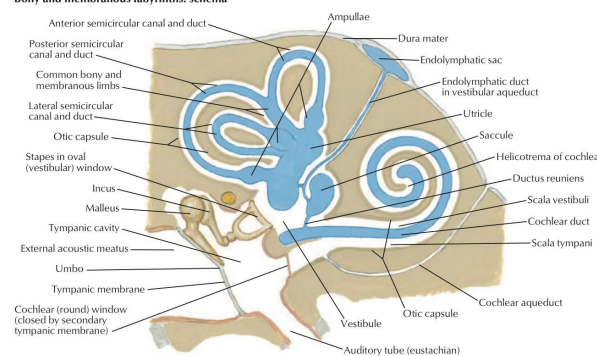 Bony and membranous labyrinths: schema
Anterior semicircular canal and duct
Posterior semicircular
canal and duct
Common bony and
membranous limbs
Lateral semicircular
canal and duct
Otic capsule
Stapes in oval
(vestibular) window
Incus
Malleus
Tympanic cavity
External acoustic meatus
Umbo
Tympanic membrane
Cochlear (round) window
(closed by secondary
tympanic membrane)
Ampullae
Dura mater
Endolymphatic sac
Endolymphatic duct
in vestibular aqueduct
Utricle
Saccule
Helicotrema of cochlea
Ductus reuniens
Scala vestibuli
Cochlear duct
Scala tympani
Cochlear aqueduct
Otic capsule
Vestibule
Auditory tube (eustachian)